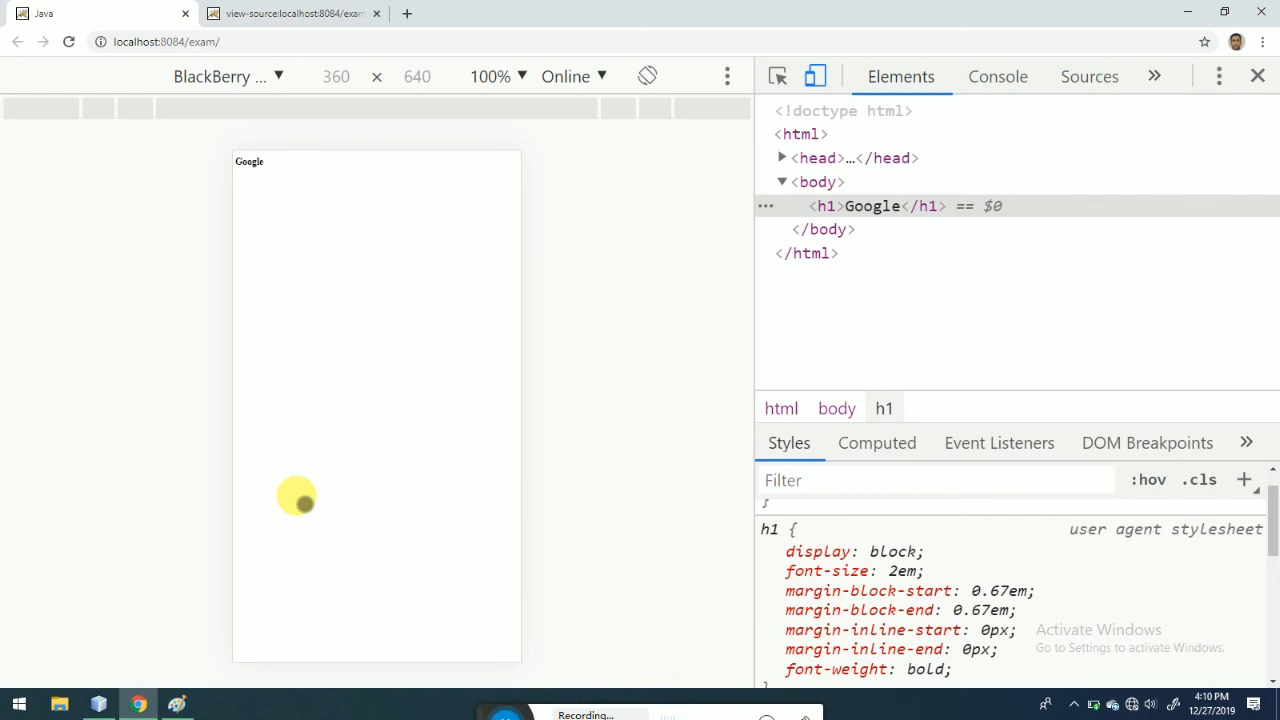 Java
view-source:localhost:8084/exam
localhost:8084/exam/
BlackBerry ... 360 × 640 100% Online
Elements Console Sources
<!doctype html>
<html>
<head>…</head>
<body>
<h1>Google</h1> == $0
</body>
</html>
Google
html body h1
Styles Computed Event Listeners DOM Breakpoints
Filter :hov .cls
}
h1 { user agent stylesheet
display: block;
font-size: 2em;
margin-block-start: 0.67em;
margin-block-end: 0.67em;
margin-inline-start: 0px;
margin-inline-end: 0px;
font-weight: bold;
}
Activate Windows
Go to Settings to activate Windows.
Recording...
4:10 PM
12/27/2019